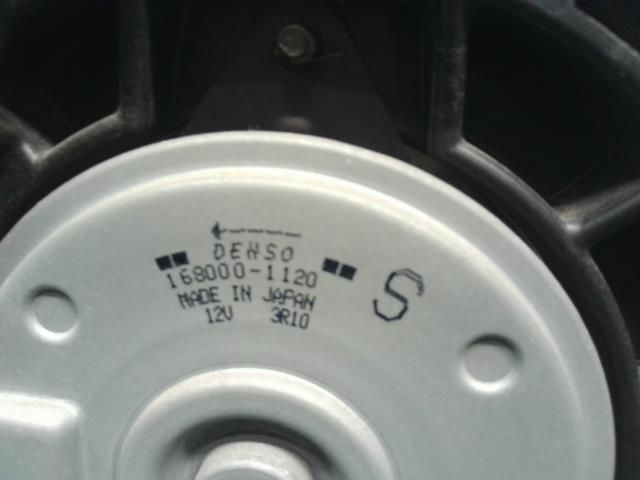 DENSO
168000-1120
MADE IN JAPAN
12V 3R10
S